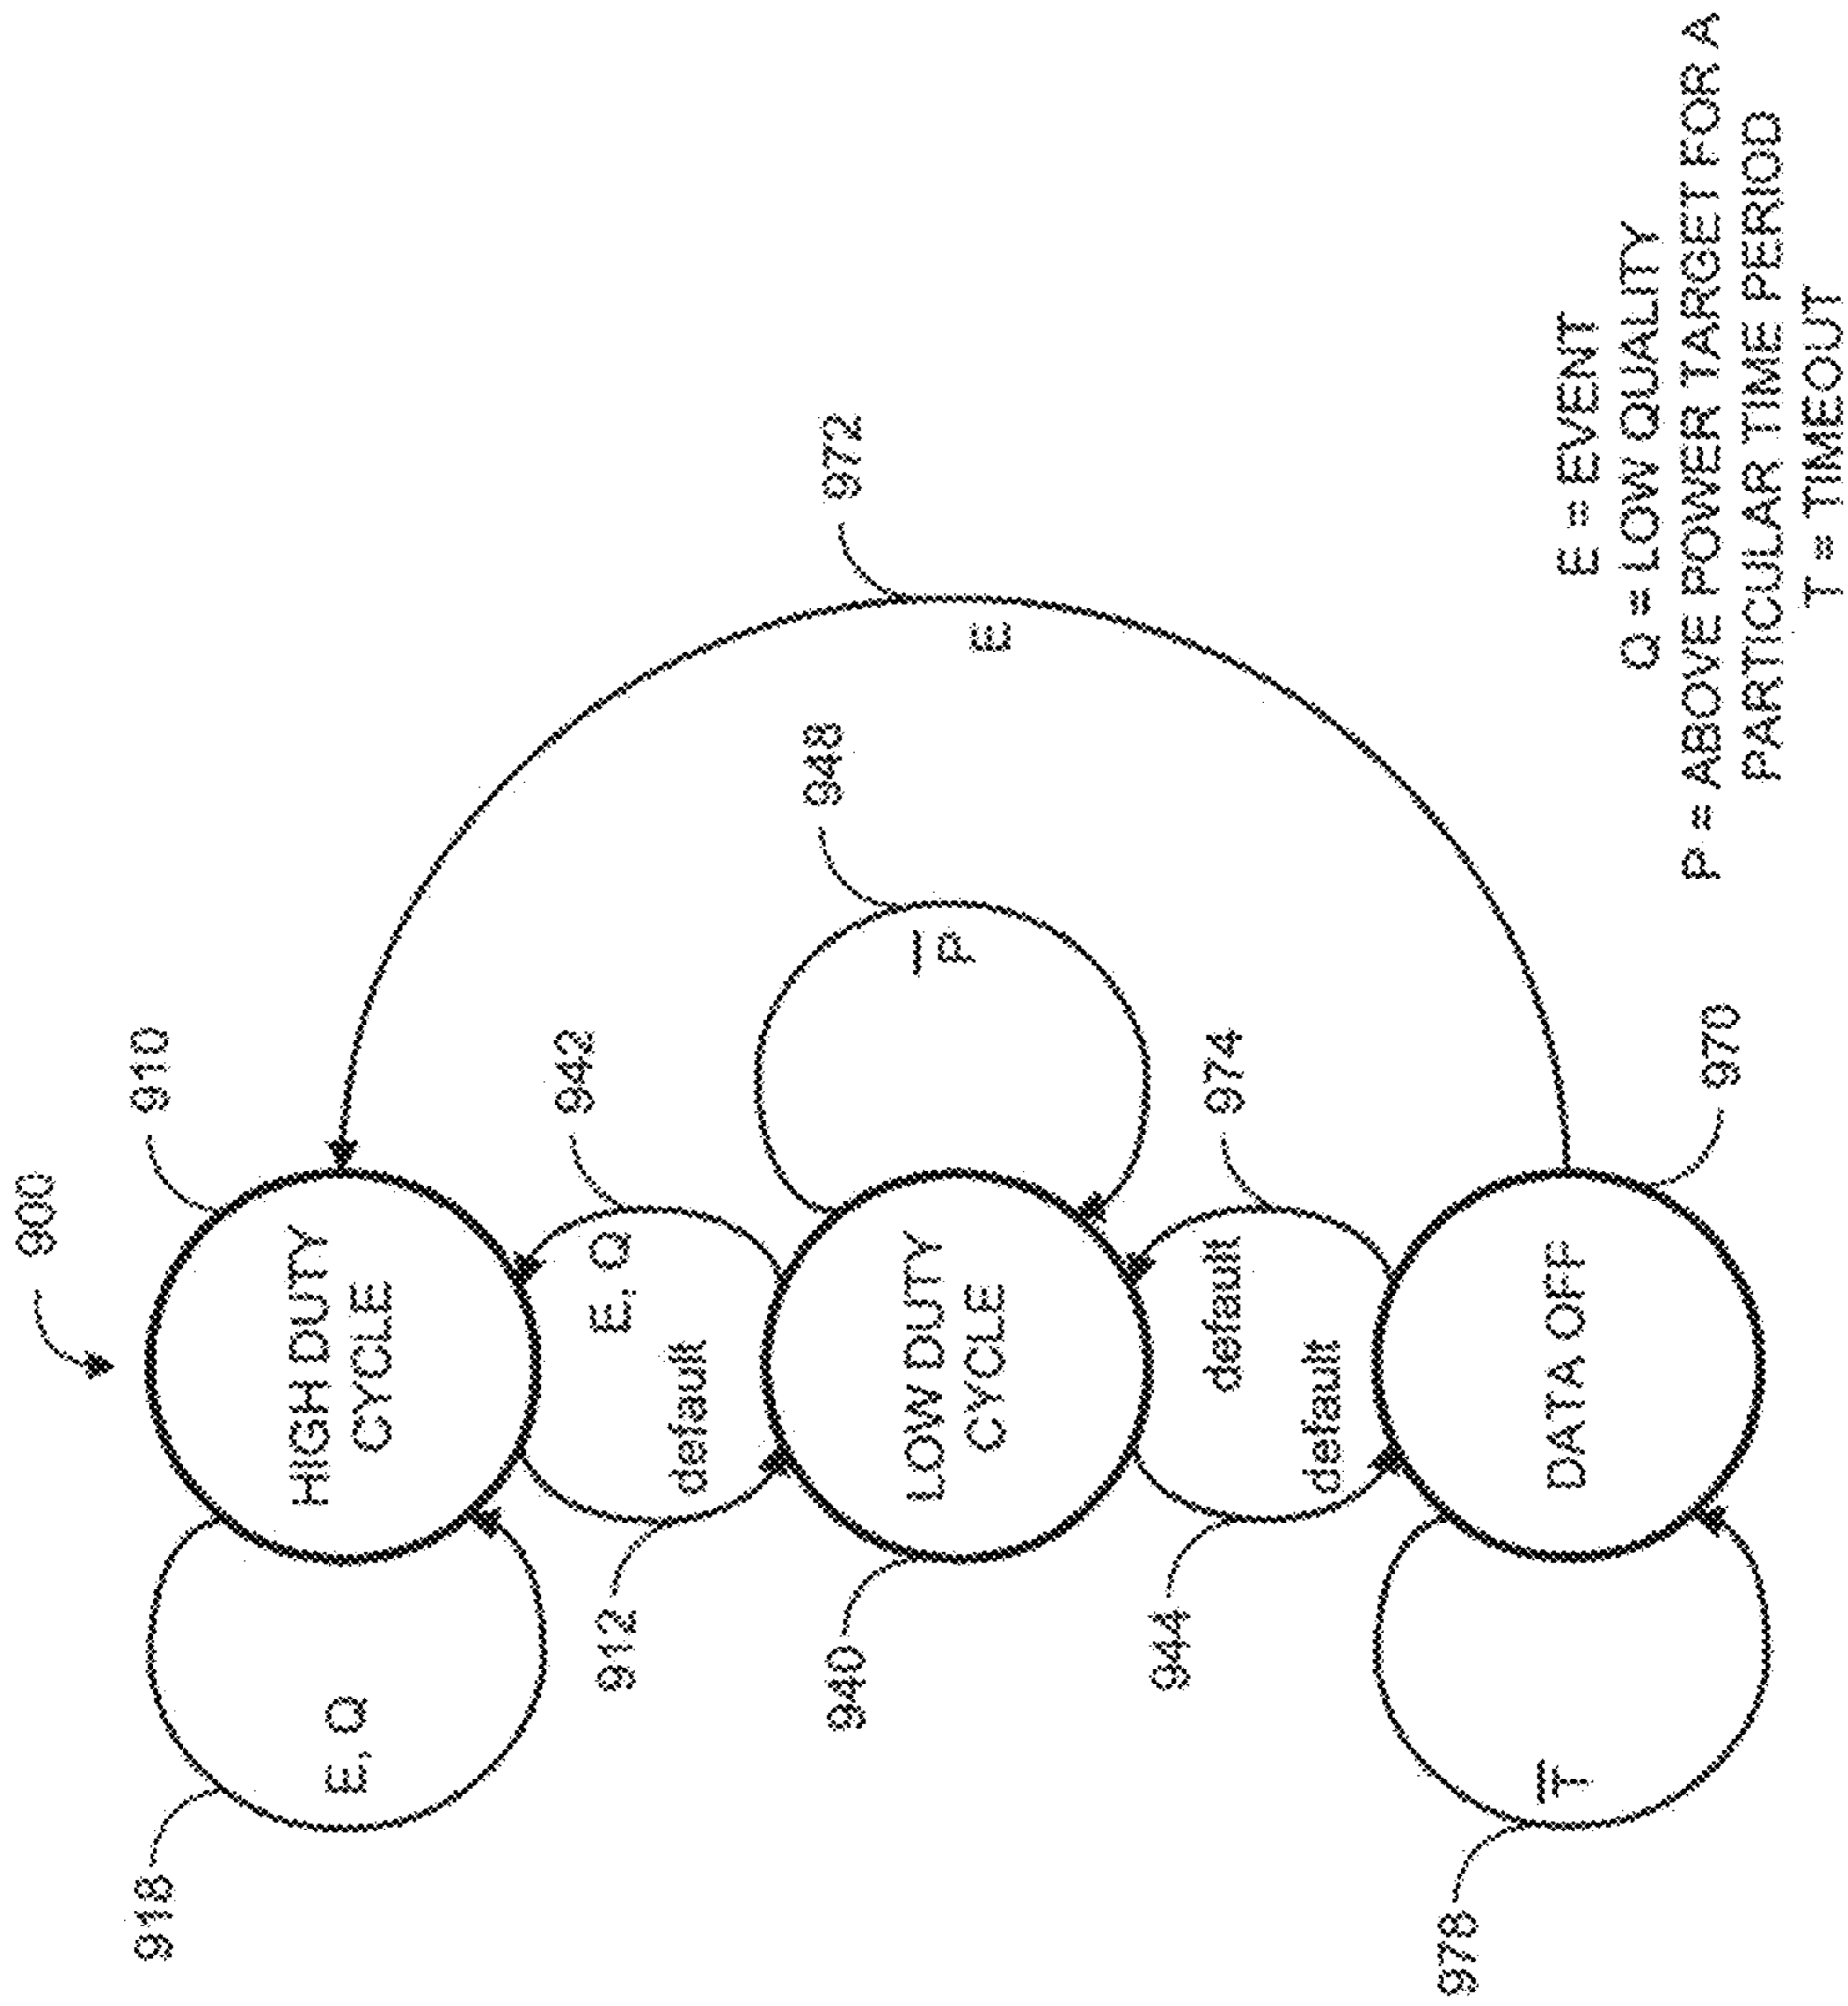 900
918
910
HIGH DUTY
CYCLE
E, Q
942
912
E, Q
default
948
972
940
LOW DUTY
CYCLE
P̅
E
944
974
default
default
978
T̅
DATA OFF
970
E = EVENT
Q = LOW QUALITY
P = ABOVE POWER TARGET FOR A
PARTICULAR TIME PERIOD
T = TIMEOUT